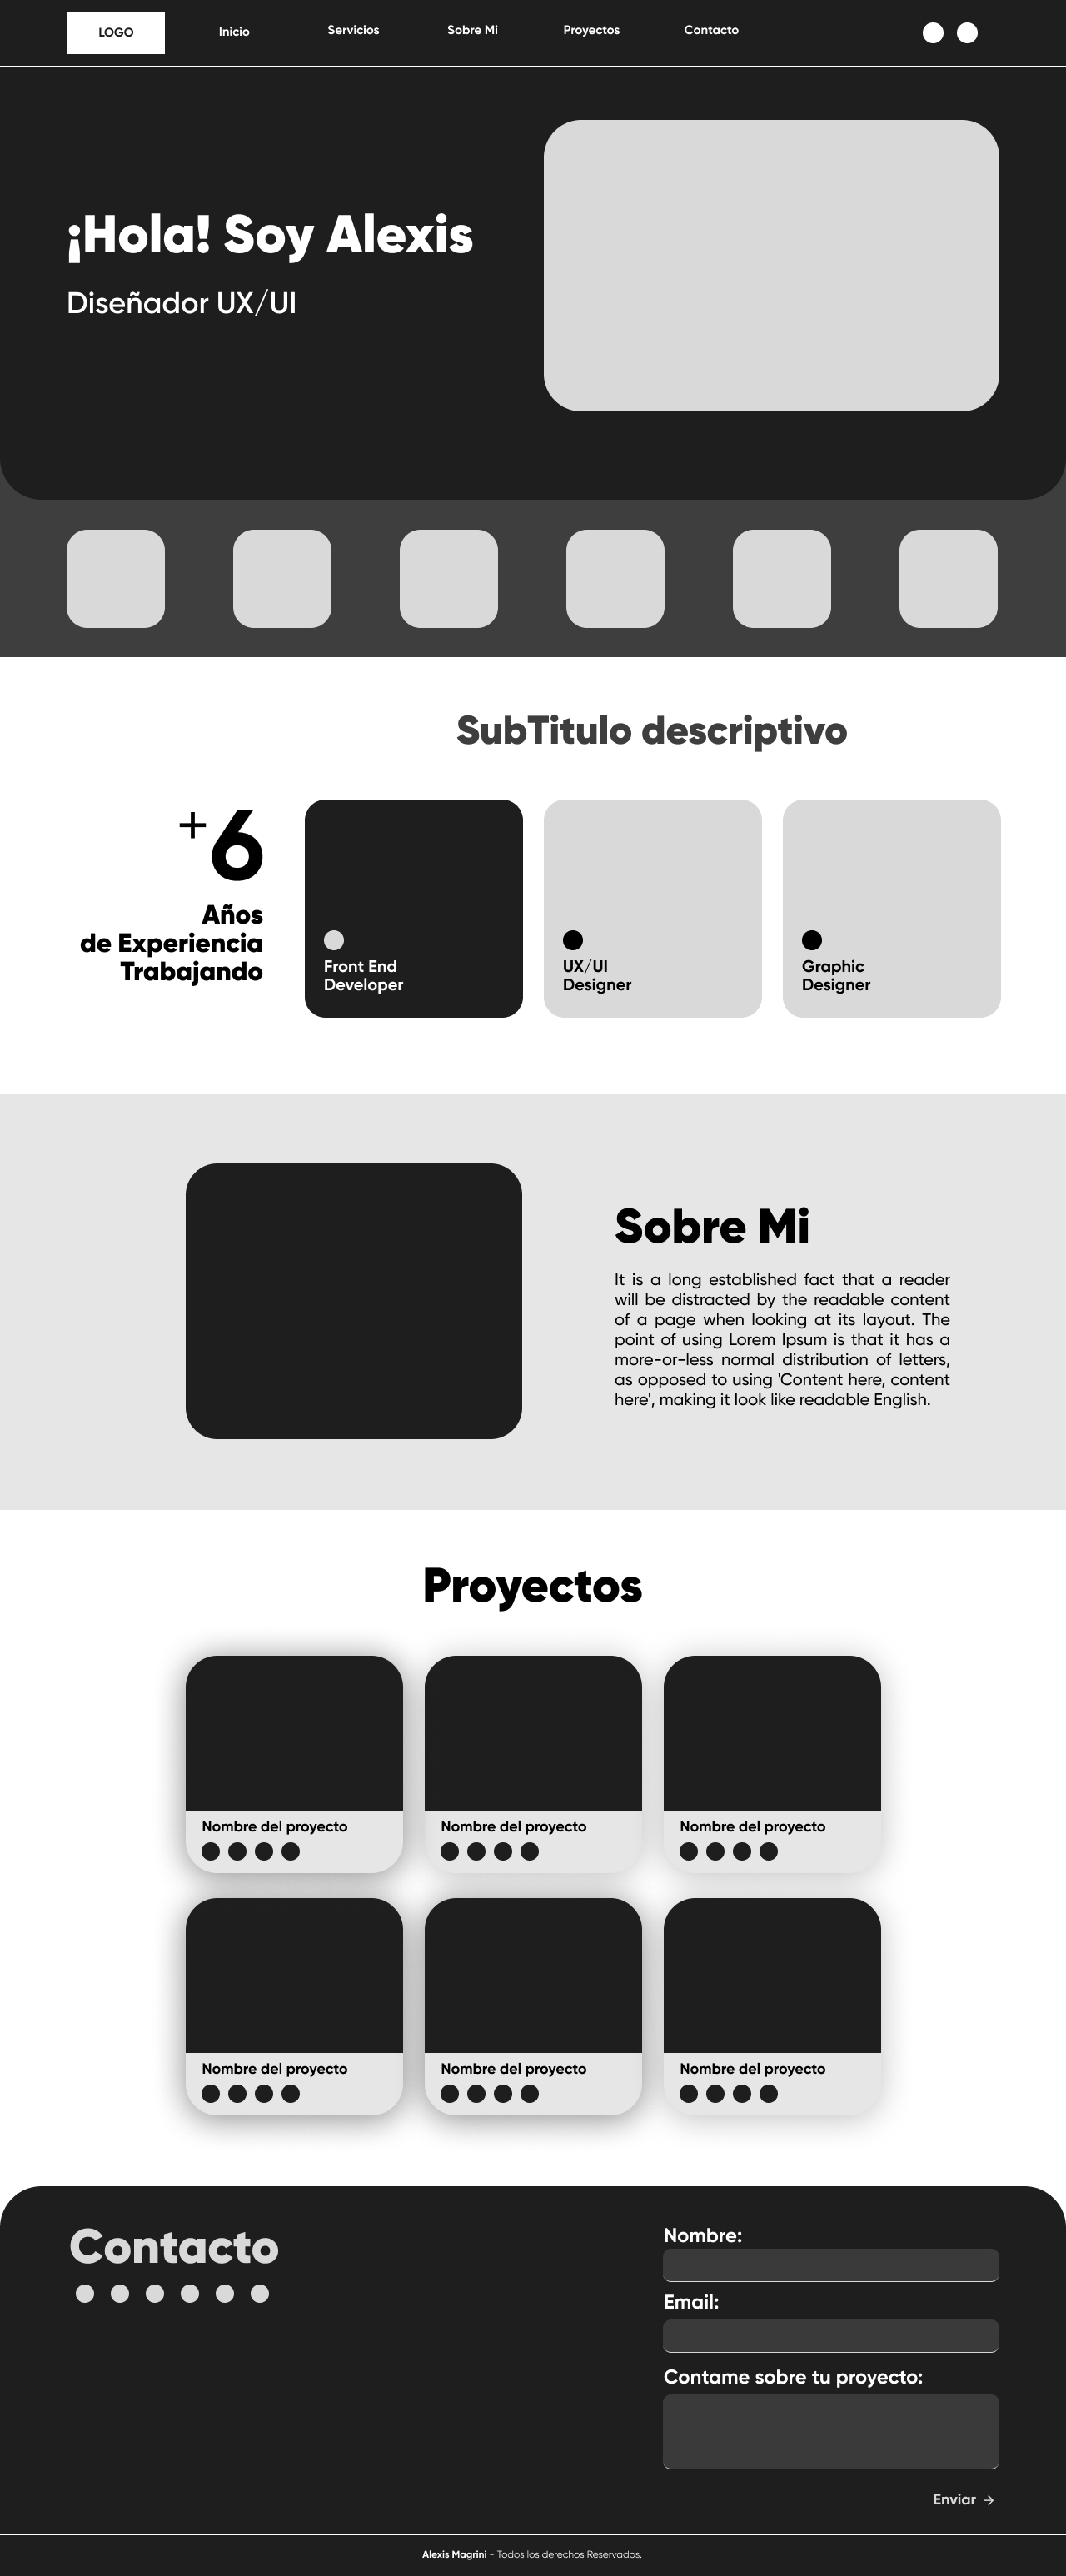 LOGO
Inicio
Servicios
Sobre Mi
Proyectos
Contacto
¡Hola! Soy Alexis
Diseñador UX/UI
SubTitulo descriptivo
+6
Años
de Experiencia
Trabajando
Front End
Developer
UX/UI
Designer
Graphic
Designer
Sobre Mi
It is a long established fact that a reader
will be distracted by the readable content
of a page when looking at its layout. The
point of using Lorem Ipsum is that it has a
more-or-less normal distribution of letters,
as opposed to using 'Content here, content
here', making it look like readable English.
Proyectos
Nombre del proyecto
Nombre del proyecto
Nombre del proyecto
Nombre del proyecto
Nombre del proyecto
Nombre del proyecto
Contacto
Nombre:
Email:
Contame sobre tu proyecto:
Enviar →
Alexis Magrini - Todos los derechos Reservados.